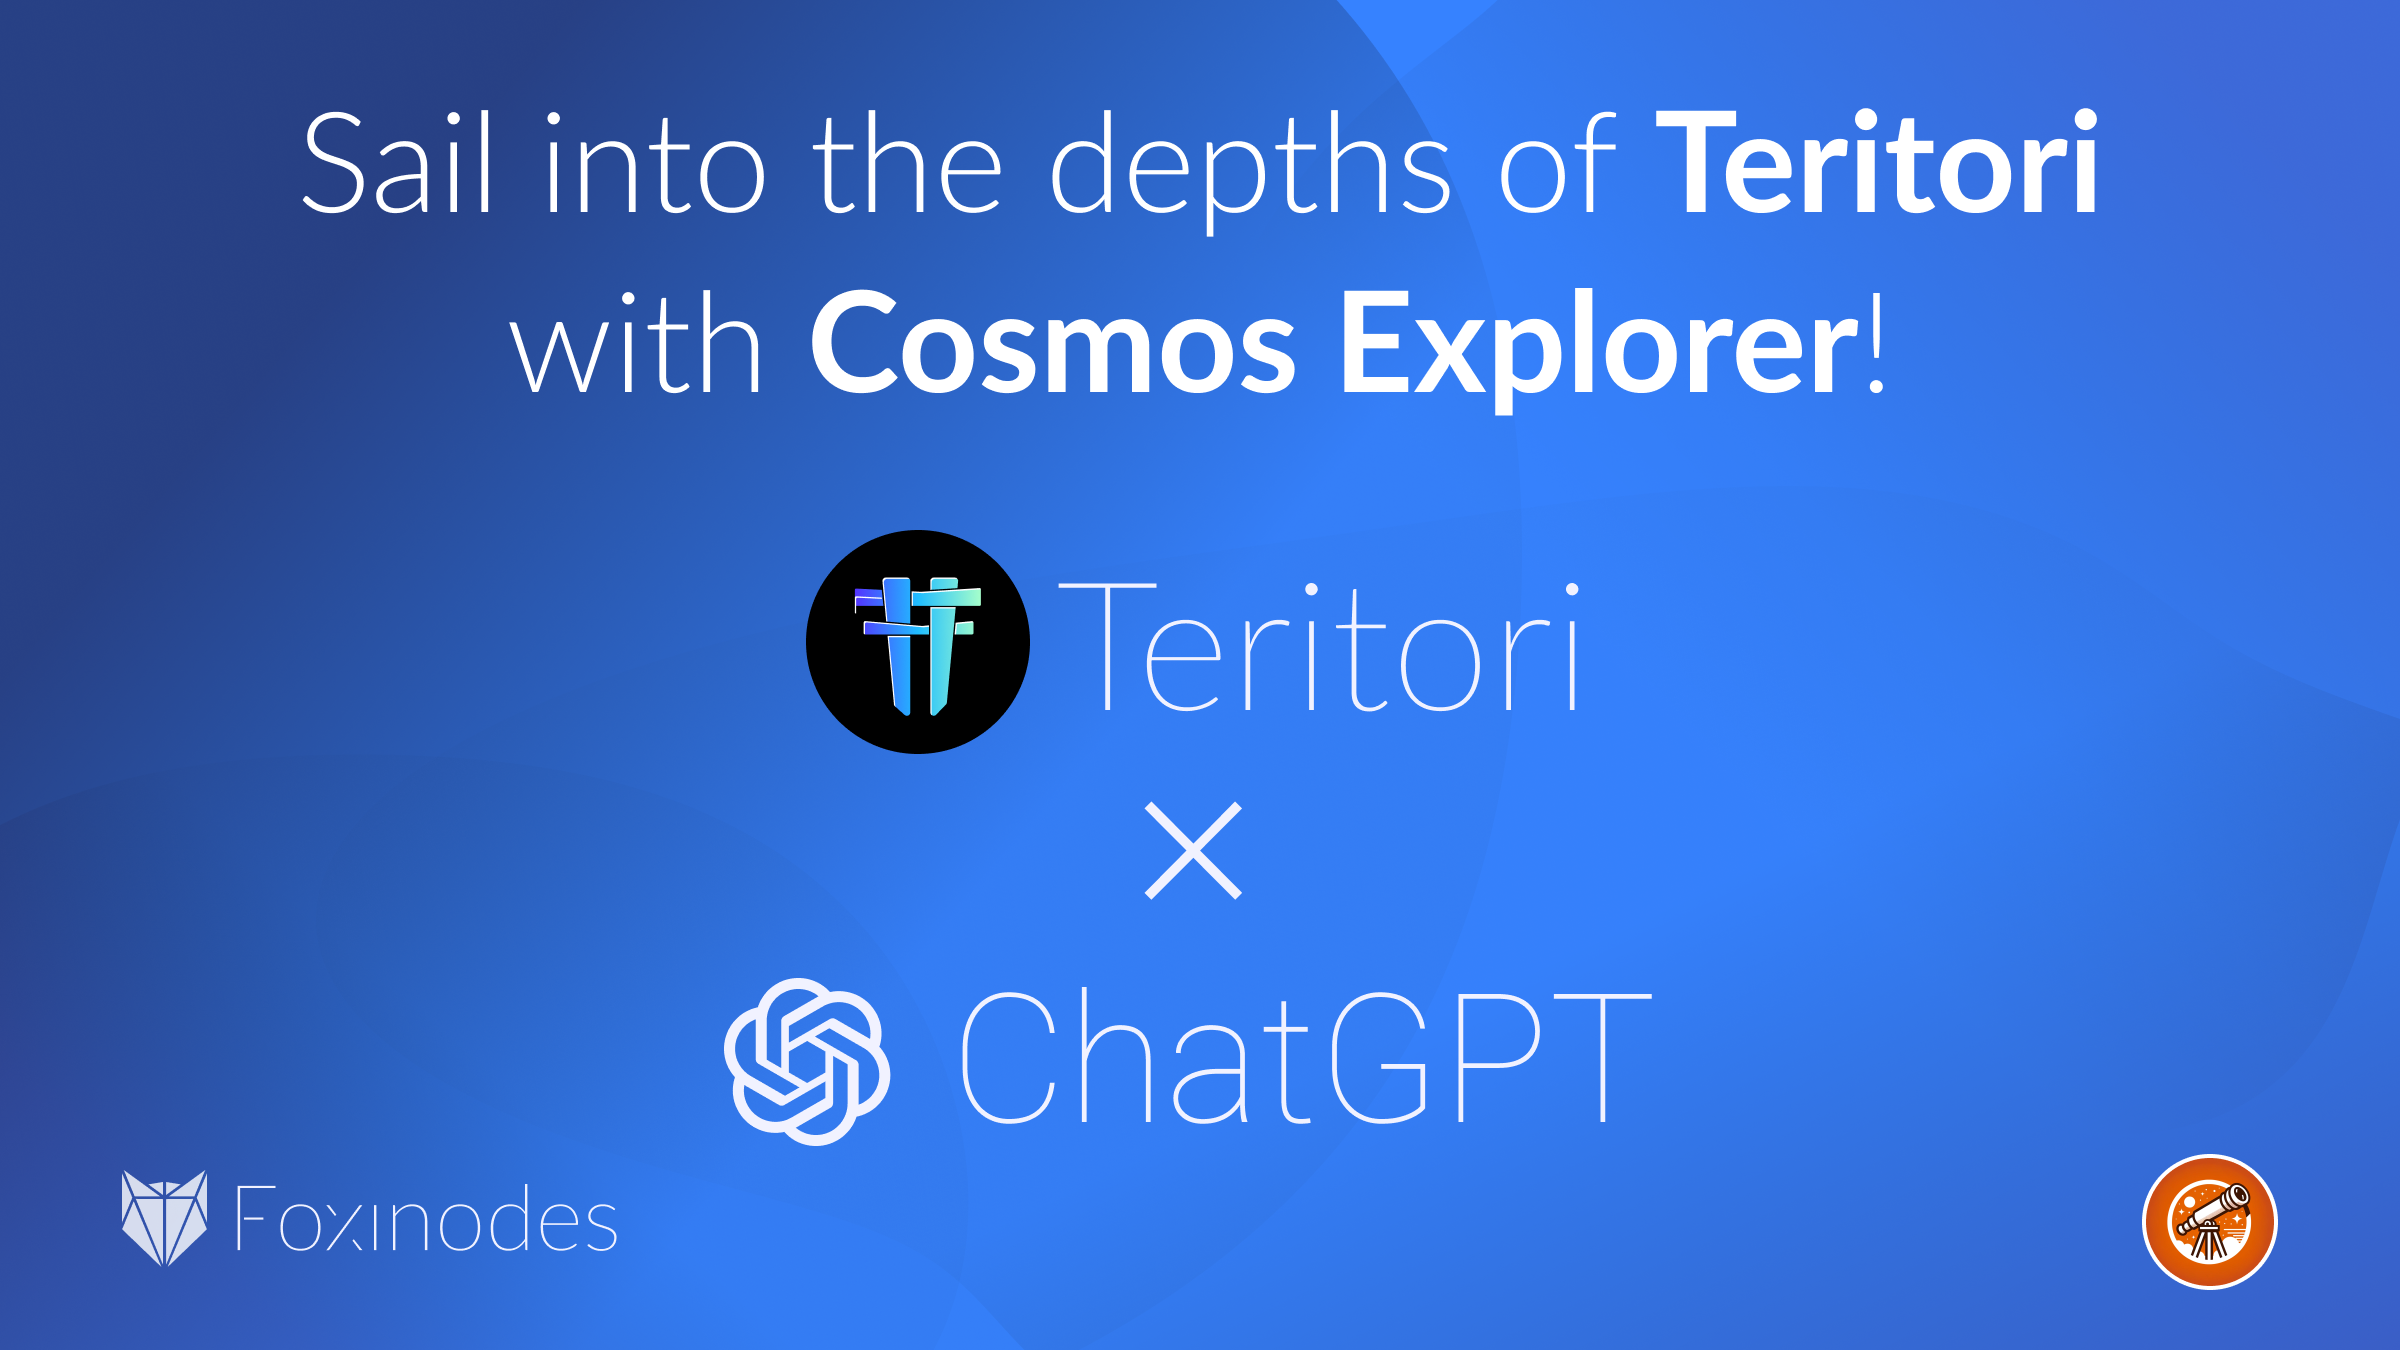 Sail into the depths of Teritori
with Cosmos Explorer!
Teritori
×
ChatGPT
Foxinodes